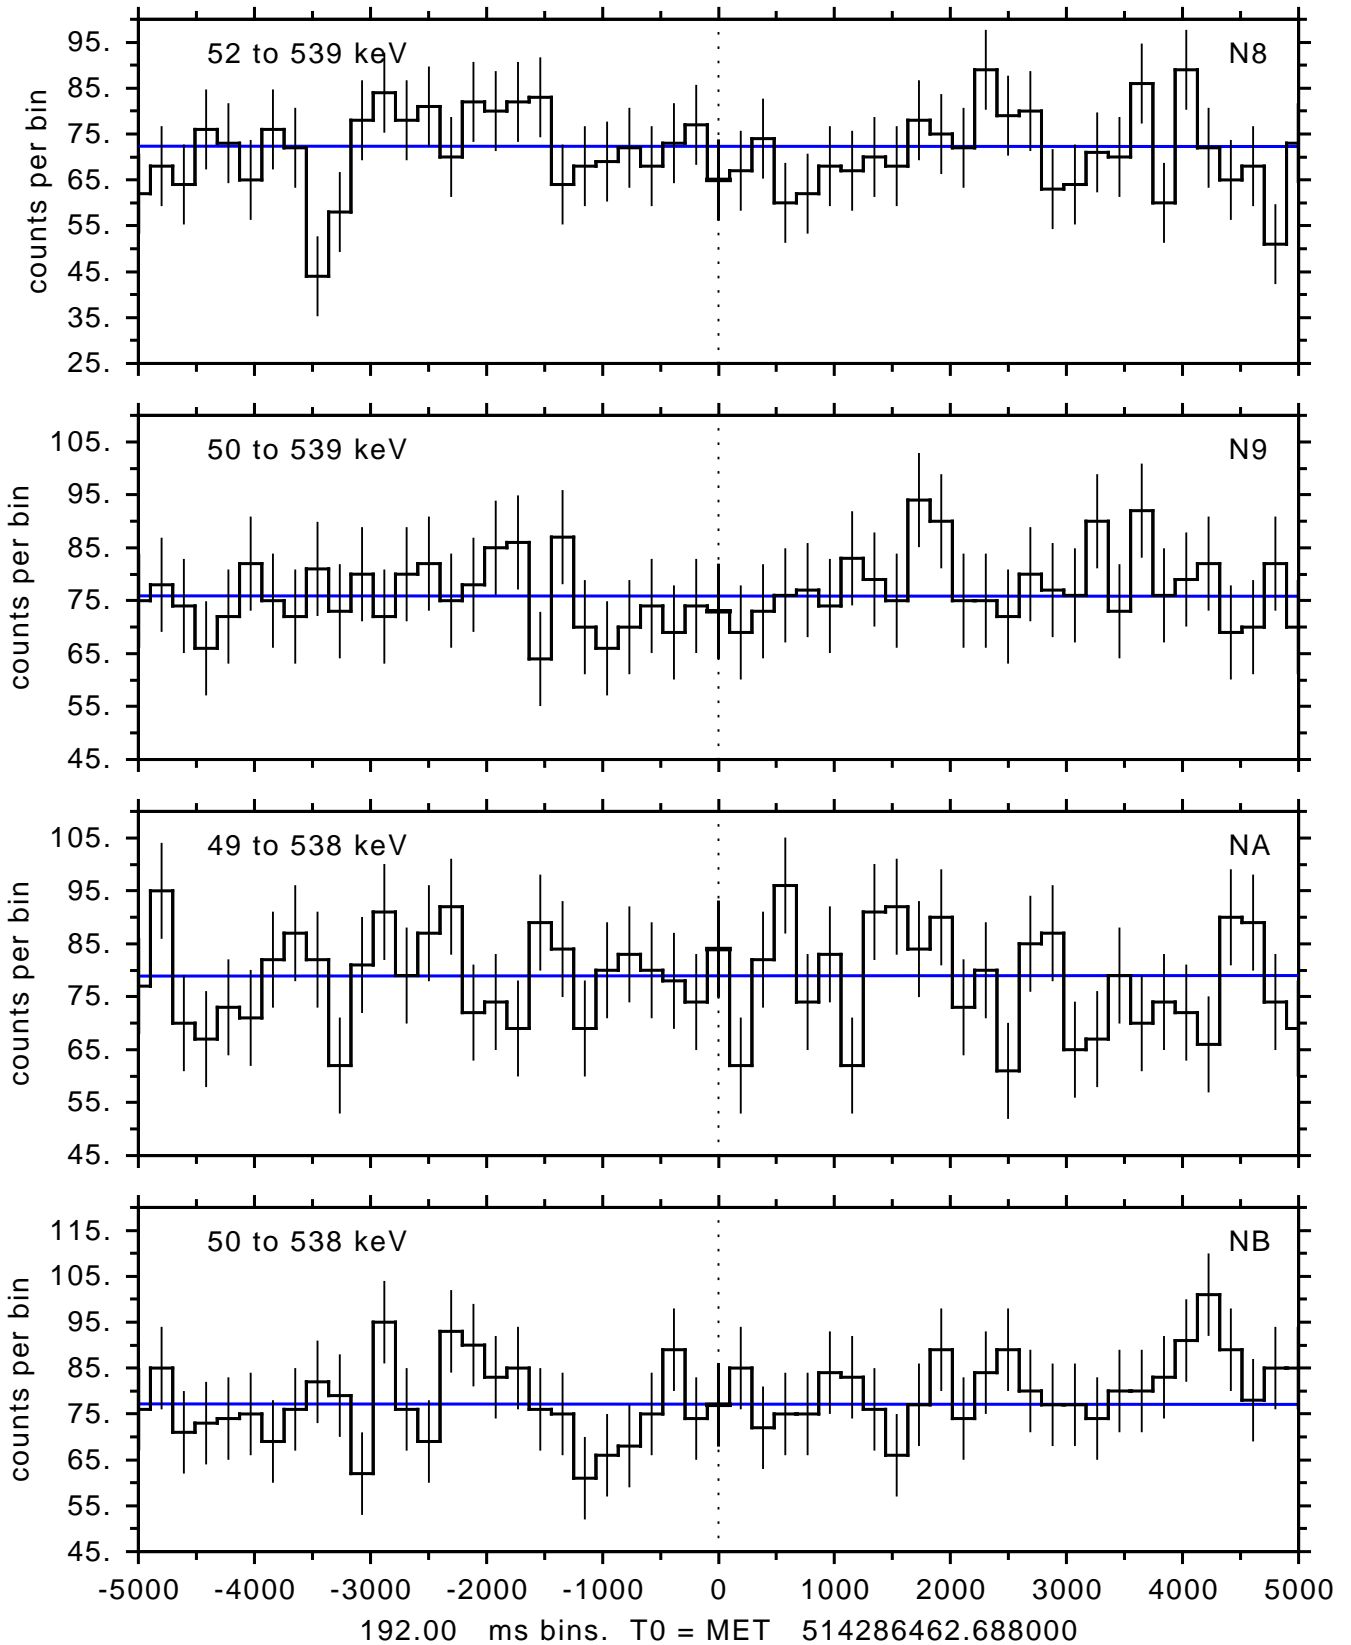 52 to 539 keV
N8
95.
85.
75.
65.
55.
45.
35.
25.
counts per bin
50 to 539 keV
N9
105.
95.
85.
75.
65.
55.
45.
counts per bin
49 to 538 keV
NA
105.
95.
85.
75.
65.
55.
45.
counts per bin
50 to 538 keV
NB
115.
105.
95.
85.
75.
65.
55.
45.
counts per bin
-5000 -4000 -3000 -2000 -1000 0 1000 2000 3000 4000 5000
192.00 ms bins. T0 = MET 514286462.688000